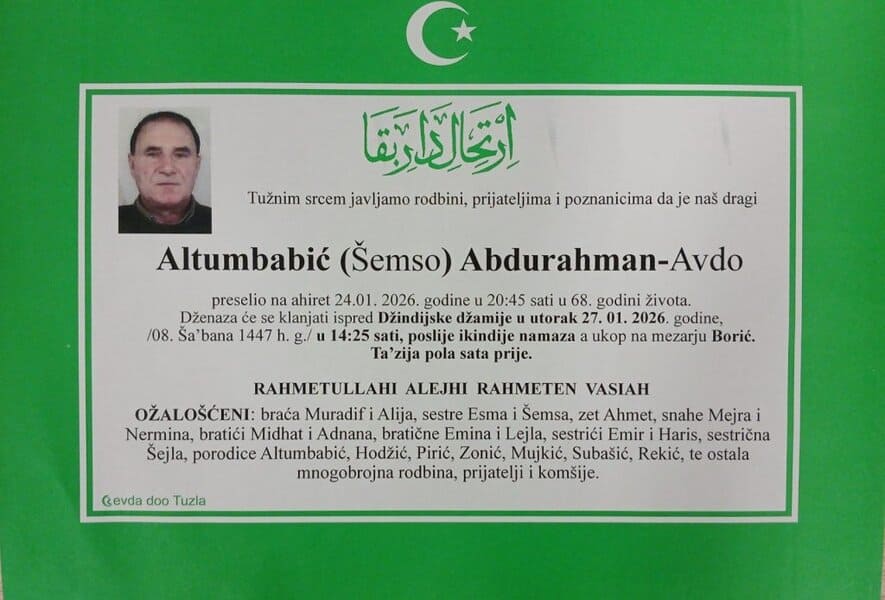 اِرْتِحَالِ دَارِ بَقَا
Tužnim srcem javljamo rodbini, prijateljima i poznanicima da je naš dragi
Altumbabić (Šemso) Abdurahman-Avdo
preselio na ahiret 24.01. 2026. godine u 20:45 sati u 68. godini života.
Dženaza će se klanjati ispred Džindijske džamije u utorak 27. 01. 2026. godine,
/08. Ša’bana 1447 h. g./ u 14:25 sati, poslije ikindije namaza a ukop na mezarju Borić.
Ta’zija pola sata prije.
RAHMETULLAHI ALEJHI RAHMETEN VASIAH
OŽALOŠĆENI: braća Muradif i Alija, sestre Esma i Šemsa, zet Ahmet, snahe Mejra i
Nermina, bratići Midhat i Adnana, bratične Emina i Lejla, sestrići Emir i Haris, sestrična
Šejla, porodice Altumbabić, Hodžić, Pirić, Zonić, Mujkić, Subašić, Rekić, te ostala
mnogobrojna rodbina, prijatelji i komšije.
evda doo Tuzla